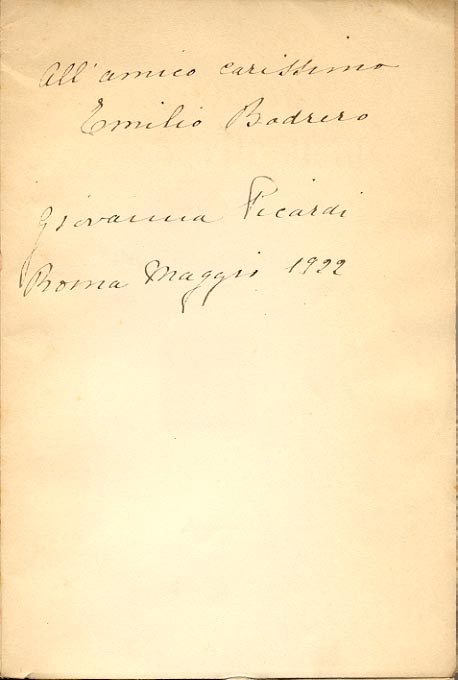 All'amico carissimo
Emilio Bodrero
Giovanna Picardi
Roma Maggio 1922